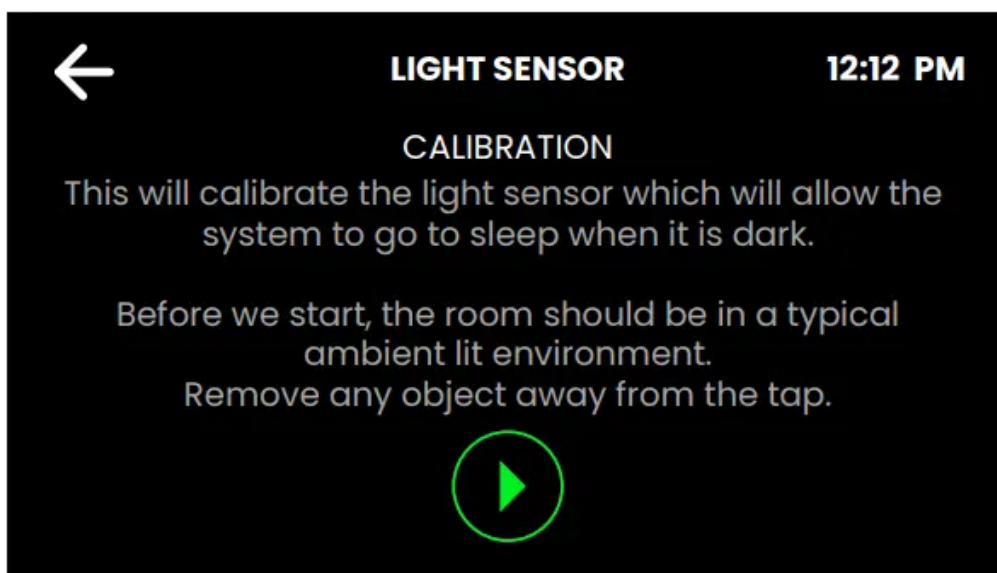 LIGHT SENSOR 12:12 PM
CALIBRATION
This will calibrate the light sensor which will allow the
system to go to sleep when it is dark.
Before we start, the room should be in a typical
ambient lit environment.
Remove any object away from the tap.